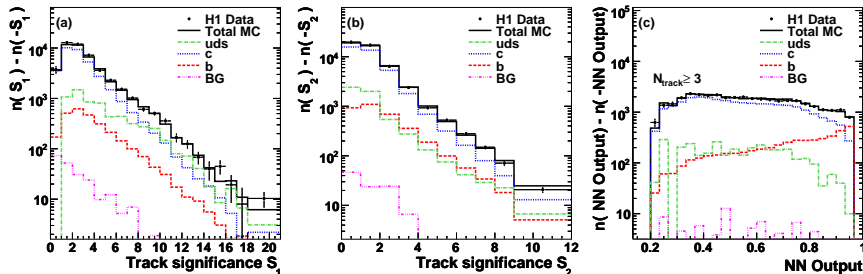 (a)
H1 Data
Total MC
uds
c
b
BG
n( S₁ ) - n( -S₁ )
10⁴
10³
10²
10
0 2 4 6 8 10 12 14 16 18 20
Track significance S₁
(b)
H1 Data
Total MC
uds
c
b
BG
n( S₂ ) - n( -S₂ )
10⁴
10³
10²
10
0 2 4 6 8 10 12
Track significance S₂
(c)
H1 Data
Total MC
uds
c
b
BG
N_track ≥ 3
n( NN Output) - n( -NN Output)
10⁵
10⁴
10³
10²
10
0.2 0.4 0.6 0.8 1
NN Output